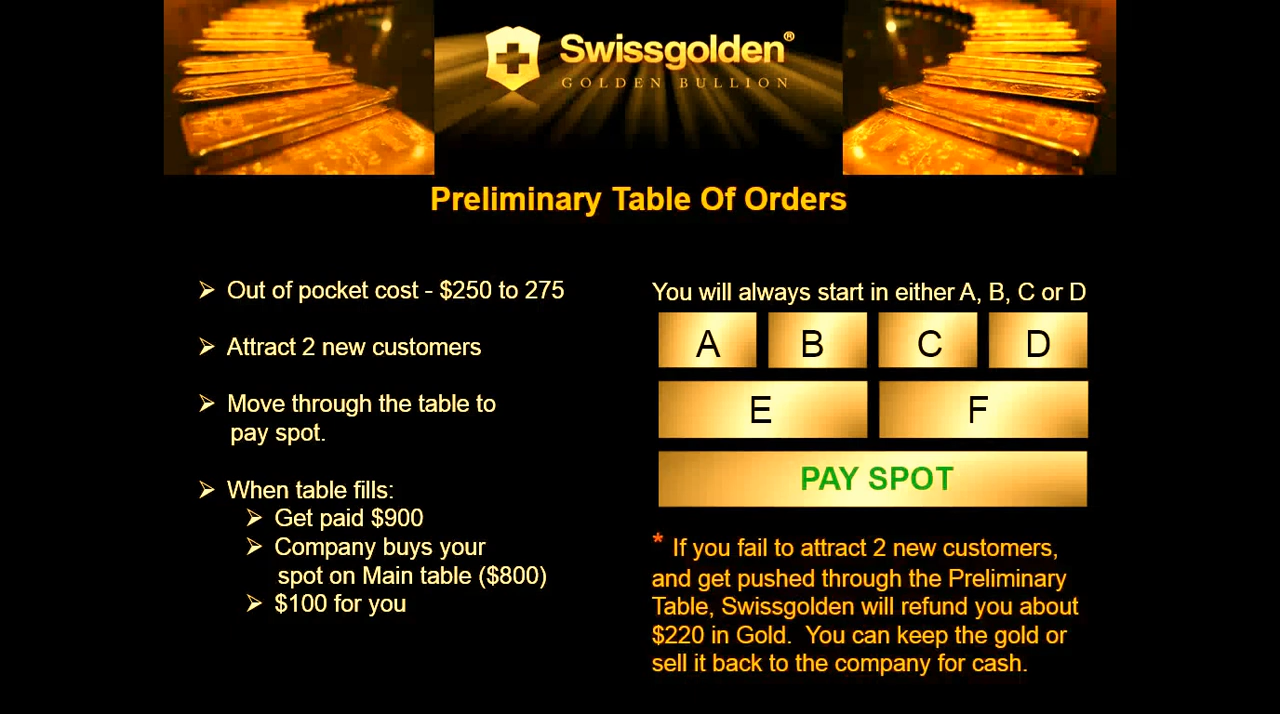 Swissgolden®
GOLDEN BULLION
Preliminary Table Of Orders
➢ Out of pocket cost - $250 to 275
➢ Attract 2 new customers
➢ Move through the table to
pay spot.
➢ When table fills:
➢ Get paid $900
➢ Company buys your
spot on Main table ($800)
➢ $100 for you
You will always start in either A, B, C or D
A B C D
E F
PAY SPOT
* If you fail to attract 2 new customers,
and get pushed through the Preliminary
Table, Swissgolden will refund you about
$220 in Gold. You can keep the gold or
sell it back to the company for cash.